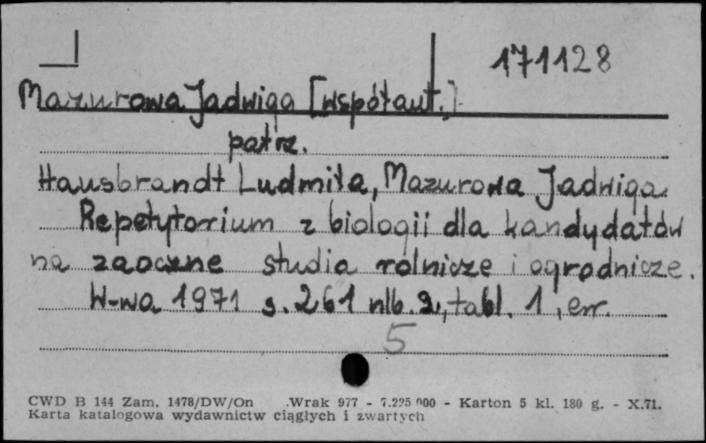 171128
Mazurowa Jadwiga [współaut.]
patrz.
Hausbrandt Ludmiła, Mazurowa Jadwiga.
Repetytorium z biologii dla kandydatów
na zaoczne studia rolnicze i ogrodnicze.
W-wa 1971 s. 261 nlb. 2, tabl. 1, err.
5
CWD B 144 Zam. 1478/DW/On Wrak 977 - 7.225 000 - Karton 5 kl. 180 g. - X.71.
Karta katalogowa wydawnictw ciągłych i zwartych